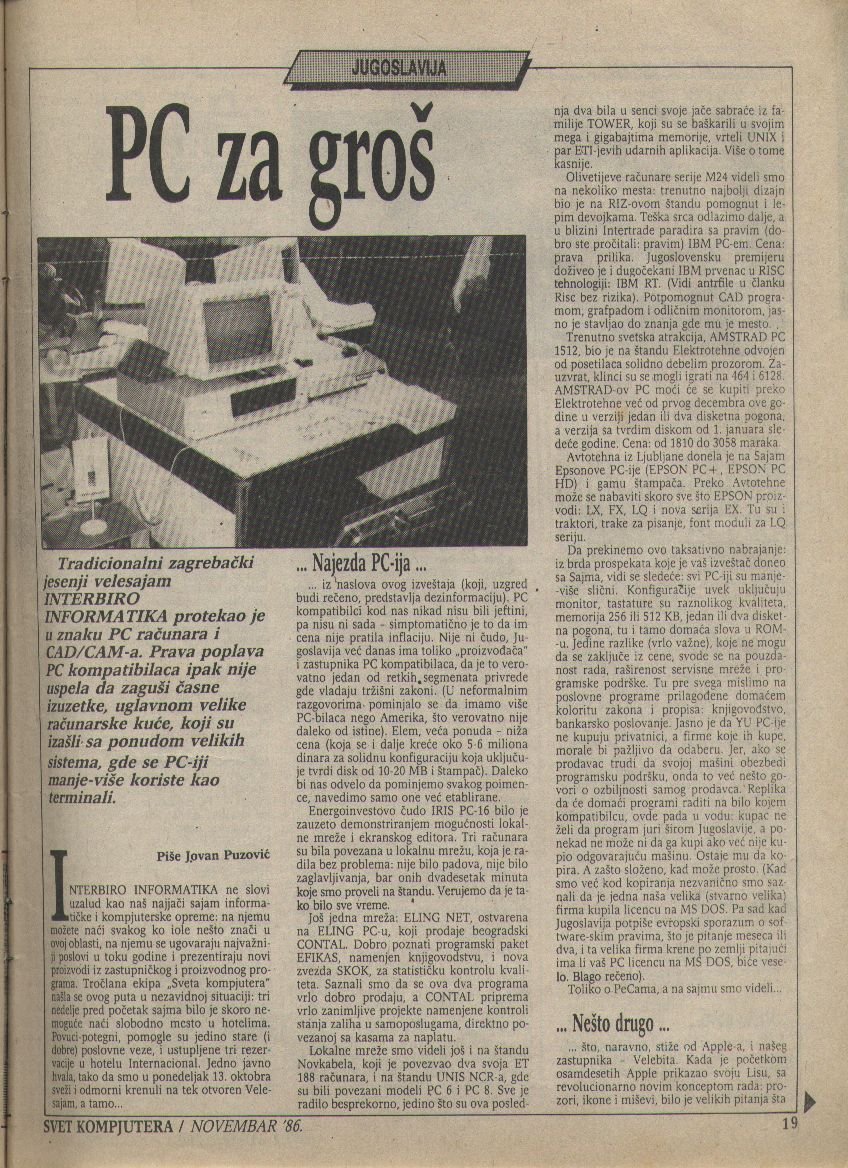 JUGOSLAVIJA
PC za groš
Tradicionalni zagrebački
jesenji velesajam
INTERBIRO
INFORMATIKA protekao je
u znaku PC računara i
CAD/CAM-a. Prava poplava
PC kompatibilaca ipak nije
uspela da zaguši časne
izuzetke, uglavnom velike
računarske kuće, koji su
izašli sa ponudom velikih
sistema, gde se PC-iji
manje-više koriste kao
terminali.
Piše Jovan Puzović
INTERBIRO INFORMATIKA ne slovi
uzalud kao naš najjači sajam informa-
tičke i kompjuterske opreme: na njemu
možete naći svakog ko iole nešto znači u
ovoj oblasti, na njemu se ugovaraju najvažni-
ji poslovi u toku godine i prezentiraju novi
proizvodi iz zastupničkog i proizvodnog pro-
grama. Tročlana ekipa „Sveta kompjutera”
našla se ovog puta u nezavidnoj situaciji: tri
nedelje pred početak sajma bilo je skoro ne-
moguće naći slobodno mesto u hotelima.
Povuci-potegni, pomogle su jedino stare (i
dobre) poslovne veze, i ustupljene tri rezer-
vacije u hotelu Internacional. Jedno javno
hvala, tako da smo u ponedeljak 13. oktobra
sveži i odmorni krenuli na tek otvoren Vele-
sajam, a tamo...
... Najezda PC-ija ...
... iz naslova ovog izveštaja (koji, uzgred
budi rečeno, predstavlja dezinformaciju). PC
kompatibilci kod nas nikad nisu bili jeftini,
pa nisu ni sada – simptomatično je to da im
cena nije pratila inflaciju. Nije ni čudo, Ju-
goslavija već danas ima toliko „proizvođača”
i zastupnika PC kompatibilaca, da je to vero-
vatno jedan od retkih segmenata privrede
gde vladaju tržišni zakoni. (U neformalnim
razgovorima pominjalo se da imamo više
PC-bilaca nego Amerika, što verovatno nije
daleko od istine). Elem, veća ponuda – niža
cena (koja se i dalje kreće oko 5-6 miliona
dinara za solidnu konfiguraciju koja uključu-
je tvrdi disk od 10-20 MB i štampač). Daleko
bi nas odvelo da pominjemo svakog poimen-
ce, navedimo samo one već etablirane.
Energoinvestovo čudo IRIS PC-16 bilo je
zauzeto demonstriranjem mogućnosti lokal-
ne mreže i ekranskog editora. Tri računara
su bila povezana u lokalnu mrežu, koja je ra-
dila bez problema: nije bilo padova, nije bilo
zaglavljivanja, bar onih dvadesetak minuta
koje smo proveli na štandu. Verujemo da je ta-
ko bilo sve vreme.
Još jedna mreža: ELING NET, ostvarena
na ELING PC-u, koji prodaje beogradski
CONTAL. Dobro poznati programski paket
EFIKAS, namenjen knjigovodstvu, i nova
zvezda SKOK, za statističku kontrolu kvali-
teta. Saznali smo da se ova dva programa
vrlo dobro prodaju, a CONTAL priprema
vrlo zanimljive projekte namenjene kontroli
stanja zaliha u samoposlugama, direktno po-
vezanoj sa kasama za naplatu.
Lokalne mreže smo videli još i na štandu
Novkabela, koji je povezvao dva svoja ET
188 računara, i na štandu UNIS NCR-a, gde
su bili povezani modeli PC 6 i PC 8. Sve je
radilo besprekorno, jedino što su ova posled-
nja dva bila u senci svoje jače sabraće iz fa-
milije TOWER, koji su se baškarili u svojim
mega i gigabajtima memorije, vrteli UNIX i
par ETI-jevih udarnih aplikacija. Više o tome
kasnije.
Olivetijeve računare serije M24 videli smo
na nekoliko mesta: trenutno najbolji dizajn
bio je na RIZ-ovom štandu pomognut i le-
pim devojkama. Teška srca odlazimo dalje, a
u blizini Intertrade paradira sa pravim (do-
bro ste pročitali: pravim) IBM PC-em. Cena:
prava prilika. Jugoslovensku premijeru
doživeo je i dugočekani IBM prvenac u RISC
tehnologiji: IBM RT. (Vidi antrfile u članku
Risc bez rizika). Potpomognut CAD progra-
mom, grafpadom i odličnim monitorom, jas-
no je stavljao do znanja gde mu je mesto.
Trenutno svetska atrakcija, AMSTRAD PC
1512, bio je na štandu Elektrotehne odvojen
od posetilaca solidno debelim prozorom. Za-
uzvrat, klinci su se mogli igrati na 464 i 6128.
AMSTRAD-ov PC moći će se kupiti preko
Elektrotehne već od prvog decembra ove go-
dine u verziji jedan ili dva disketna pogona,
a verzija sa tvrdim diskom od 1. januara sle-
deće godine. Cena: od 1810 do 3058 maraka.
Avtotehna iz Ljubljane donela je na Sajam
Epsonove PC-ije (EPSON PC+, EPSON PC
HD) i gamu štampača. Preko Avtotehne
može se nabaviti skoro sve što EPSON proiz-
vodi: LX, FX, LQ i nova serija EX. Tu su i
traktori, trake za pisanje, font moduli za LQ
seriju.
Da prekinemo ovo taksativno nabrajanje:
iz brda prospekata koje je vaš izveštač doneo
sa Sajma, vidi se sledeće: svi PC-iji su manje-
-više slični. Konfiguracije uvek uključuju
monitor, tastature su raznolikog kvaliteta,
memorija 256 ili 512 KB, jedan ili dva disket-
na pogona, tu i tamo domaća slova u ROM-
-u. Jedine razlike (vrlo važne), koje ne mogu
da se zaključe iz cene, svode se na pouzda-
nost rada, raširenost servisne mreže i pro-
gramske podrške. Tu pre svega mislimo na
poslovne programe prilagođene domaćem
koloritu zakona i propisa: knjigovodstvo,
bankarsko poslovanje. Jasno je da YU PC-ije
ne kupuju privatnici, a firme koje ih kupe,
morale bi pažljivo da odaberu. Jer, ako se
prodavac trudi da svojoj mašini obezbedi
programsku podršku, onda to već nešto go-
vori o ozbiljnosti samog prodavca. Replika
da će domaći programi raditi na bilo kojem
kompatibilcu, ovde pada u vodu: kupac ne
želi da program juri širom Jugoslavije, a po-
nekad ne može ni da ga kupi ako već nije ku-
pio odgovarajuću mašinu. Ostaje mu da ko-
pira. A zašto složeno, kad može prosto. (Kad
smo već kod kopiranja nezvanično smo saz-
nali da je jedna naša velika (stvarno velika)
firma kupila licencu na MS DOS. Pa sad kad
Jugoslavija potpiše evropski sporazum o sof-
tware-skim pravima, što je pitanje meseca ili
dva, i ta velika firma krene po zemlji pitajući
ima li vaš PC licencu na MS DOS, biće vese-
lo. Blago rečeno).
Toliko o PeCama, a na sajmu smo videli...
... Nešto drugo ...
... što, naravno, stiže od Apple-a, i našeg
zastupnika – Velebita. Kada je početkom
osamdesetih Apple prikazao svoju Lisu, sa
revolucionarno novim konceptom rada: pro-
zori, ikone i miševi, bilo je velikih pitanja šta
SVET KOMPJUTERA / NOVEMBAR '86.
19